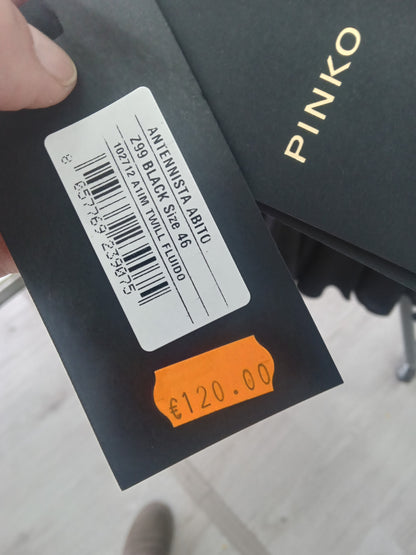 PINKO
ANTENNISTA ABITO
Z99 BLACK Size 46
102712 A1IM TWILL FLUIDO
8 057769 239075
€120.00